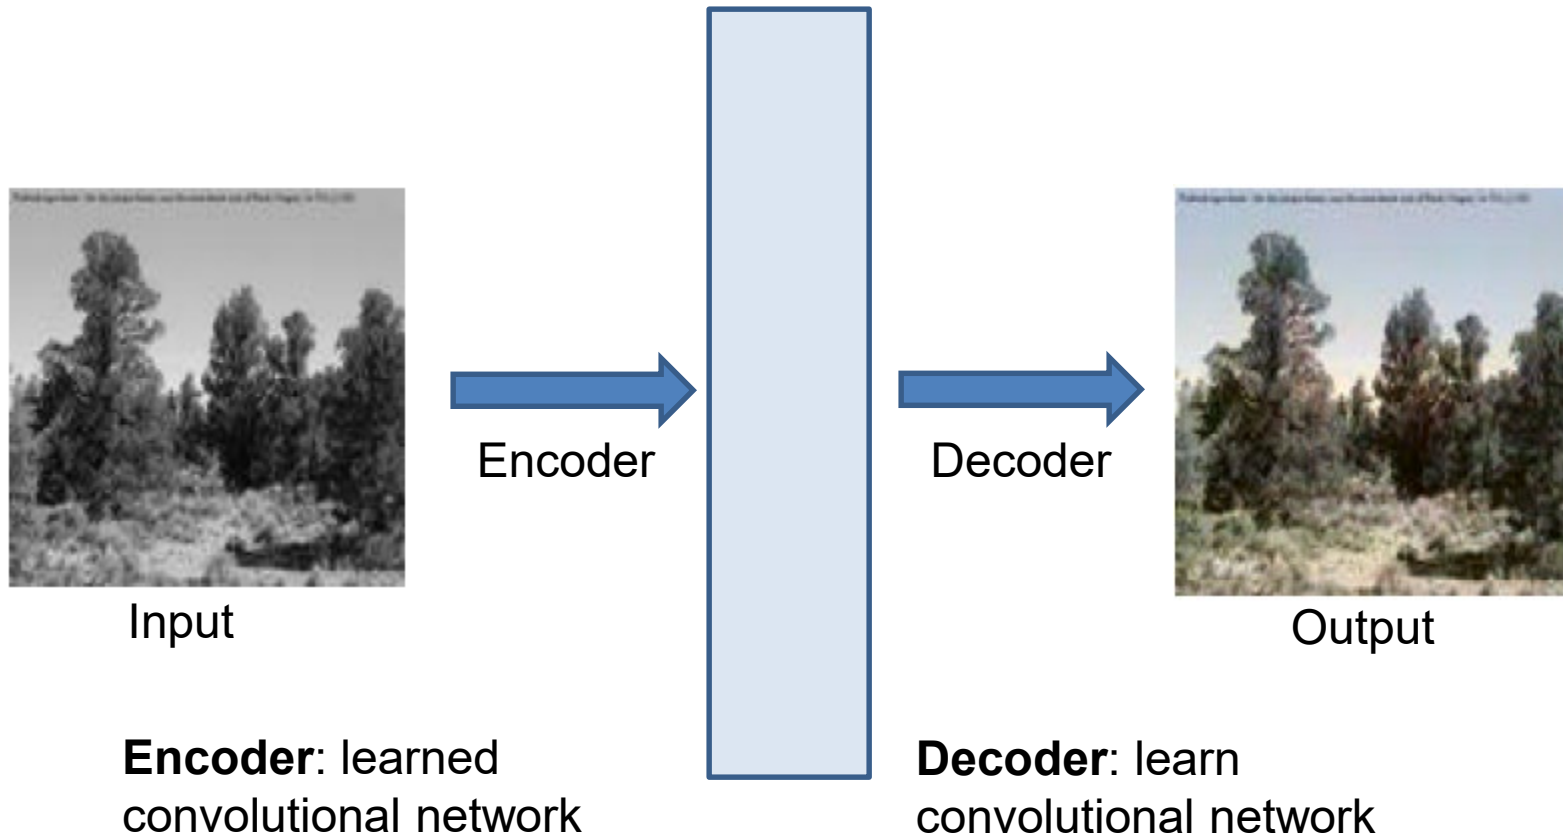 Encoder
Decoder
Input
Output
Encoder: learned
convolutional network
Decoder: learn
convolutional network